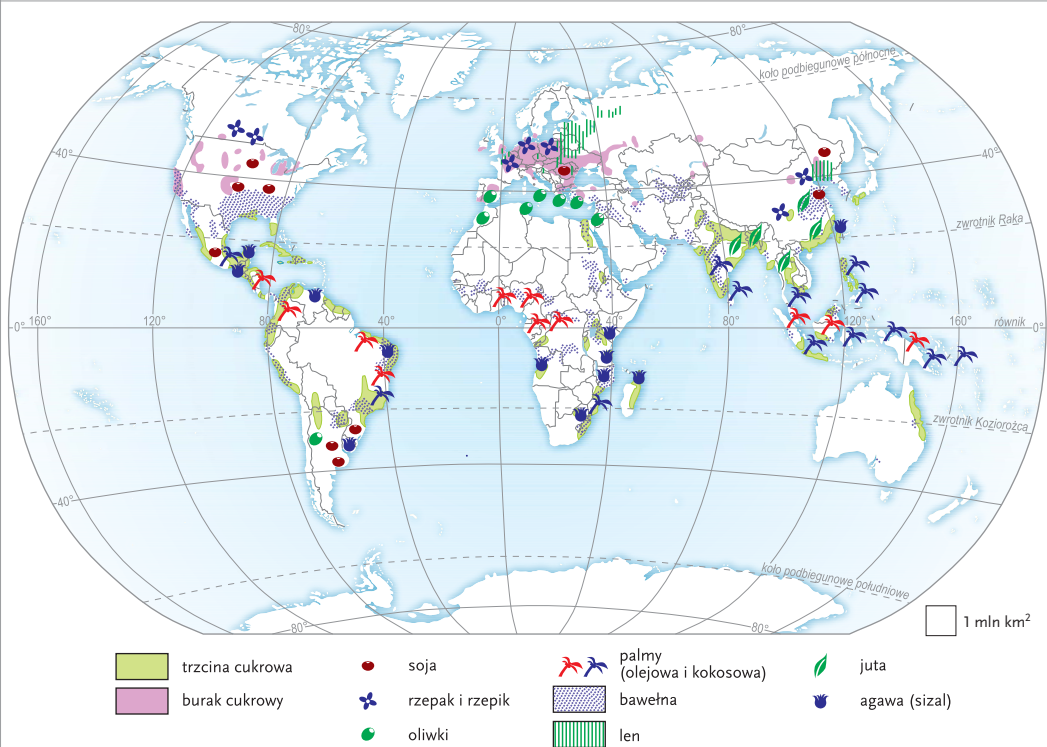 80°
80°
koło podbiegunowe północne
40°
40°
zwrotnik Raka
0° 160°
120°
80°
40°
0°
40°
80°
120°
160°
równik
0°
zwrotnik Koziorożca
40°
40°
koło podbiegunowe południowe
80°
80°
1 mln km²
trzcina cukrowa
burak cukrowy
soja
rzepak i rzepik
oliwki
palmy
(olejowa i kokosowa)
bawełna
len
juta
agawa (sizal)